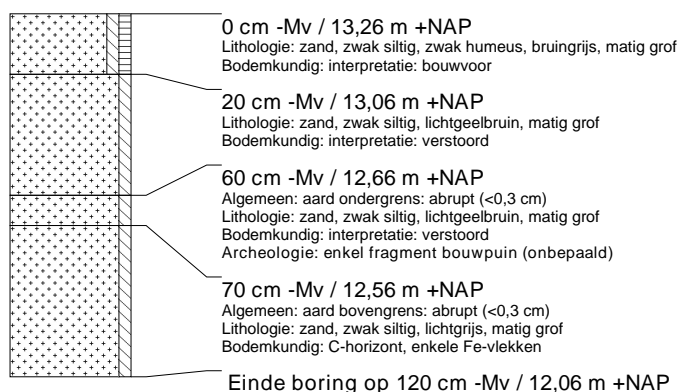 0 cm -Mv / 13,26 m +NAP
Lithologie: zand, zwak siltig, zwak humeus, bruingrijs, matig grof
Bodemkundig: interpretatie: bouwvoor
20 cm -Mv / 13,06 m +NAP
Lithologie: zand, zwak siltig, lichtgeelbruin, matig grof
Bodemkundig: interpretatie: verstoord
60 cm -Mv / 12,66 m +NAP
Algemeen: aard ondergrens: abrupt (<0,3 cm)
Lithologie: zand, zwak siltig, lichtgeelbruin, matig grof
Bodemkundig: interpretatie: verstoord
Archeologie: enkel fragment bouwpuin (onbepaald)
70 cm -Mv / 12,56 m +NAP
Algemeen: aard bovengrens: abrupt (<0,3 cm)
Lithologie: zand, zwak siltig, lichtgrijs, matig grof
Bodemkundig: C-horizont, enkele Fe-vlekken
Einde boring op 120 cm -Mv / 12,06 m +NAP